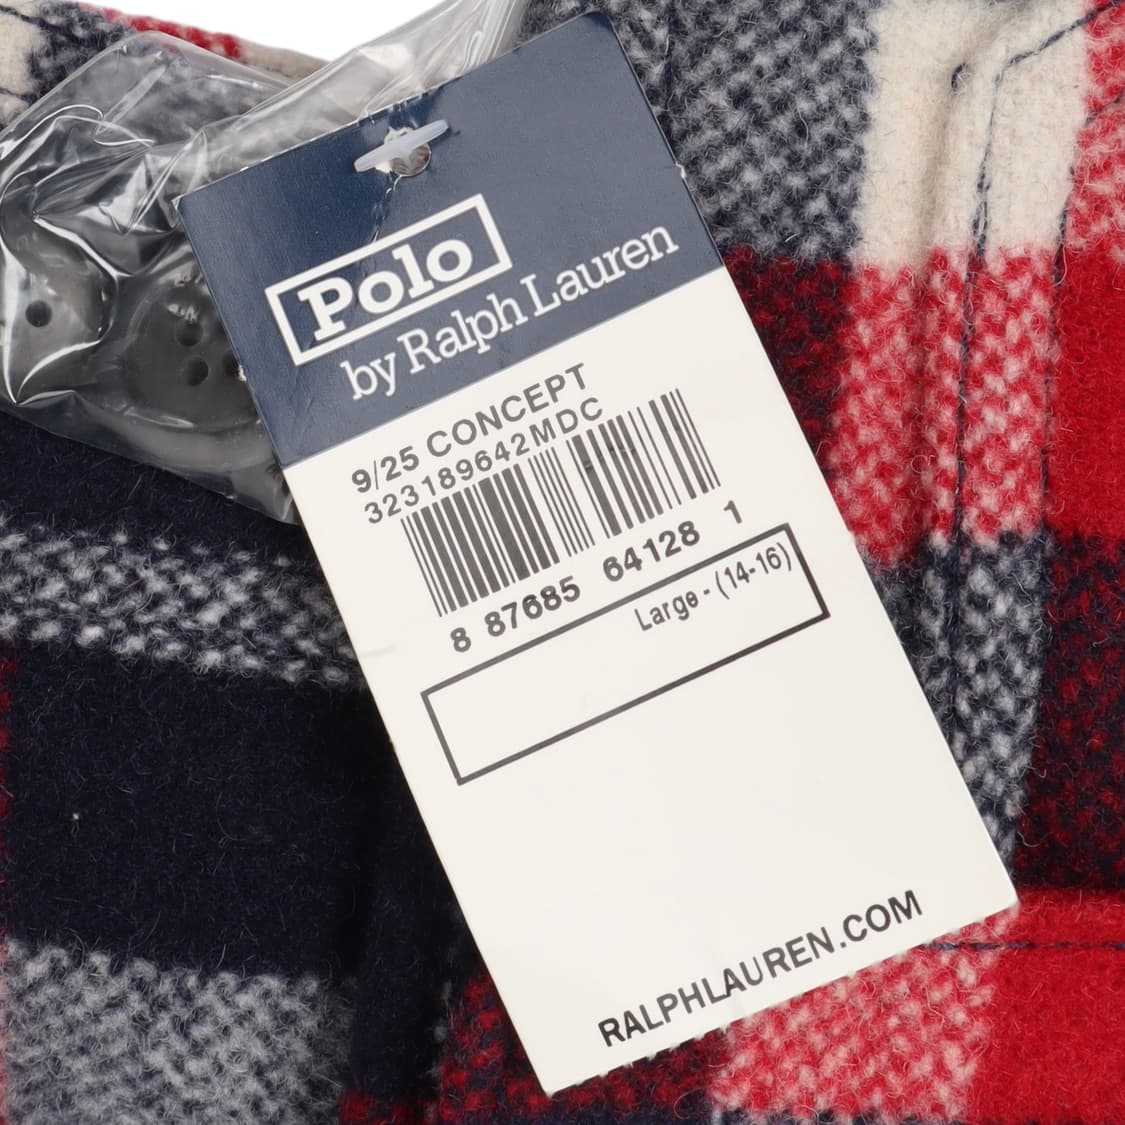 Polo
by Ralph Lauren
9/25 CONCEPT
323189642MDC
8 87685 64128 1
Large - (14-16)
RALPHLAUREN.COM